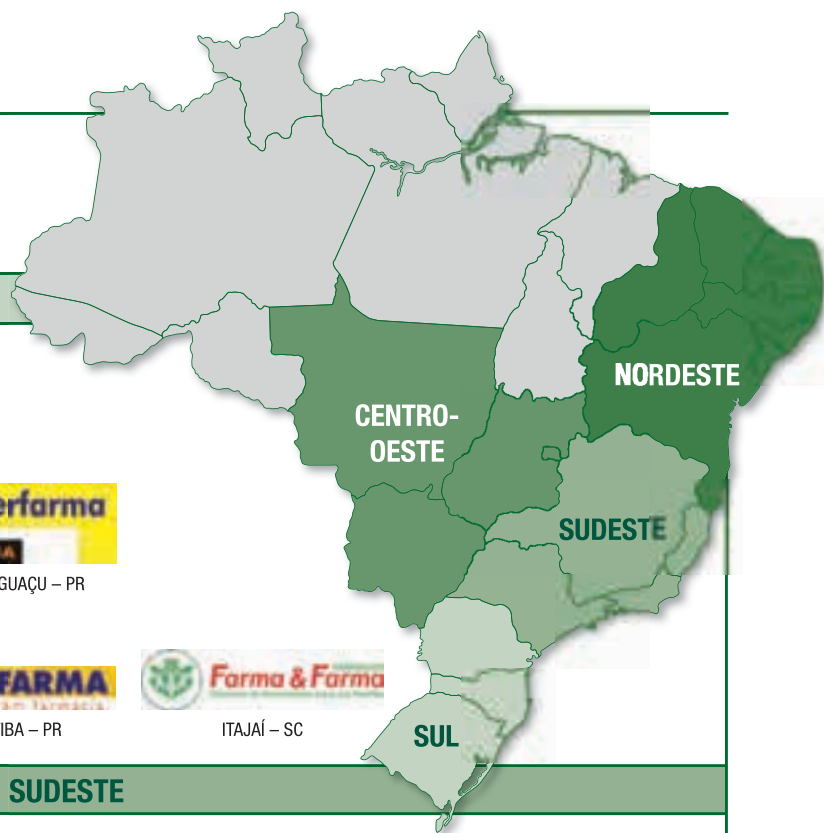 NORDESTE
CENTRO-
OESTE
SUDESTE
erfarma
GUAÇU – PR
FARMA
Farma & Farma
IBA – PR
ITAJAÍ – SC
SUL
SUDESTE